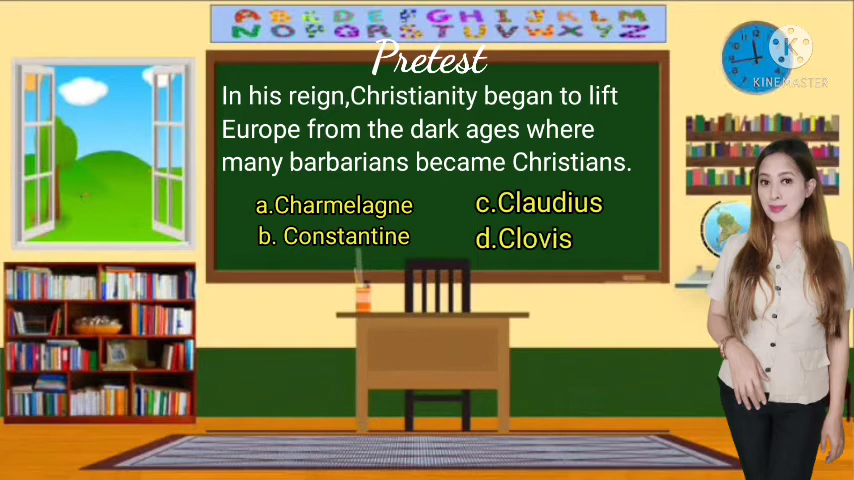 A B C D E F G H I J K L M
N O P Q R S T U V W X Y Z
Pretest
In his reign,Christianity began to lift
Europe from the dark ages where
many barbarians became Christians.
a.Charmelagne
b. Constantine
c.Claudius
d.Clovis
K
KINEMASTER